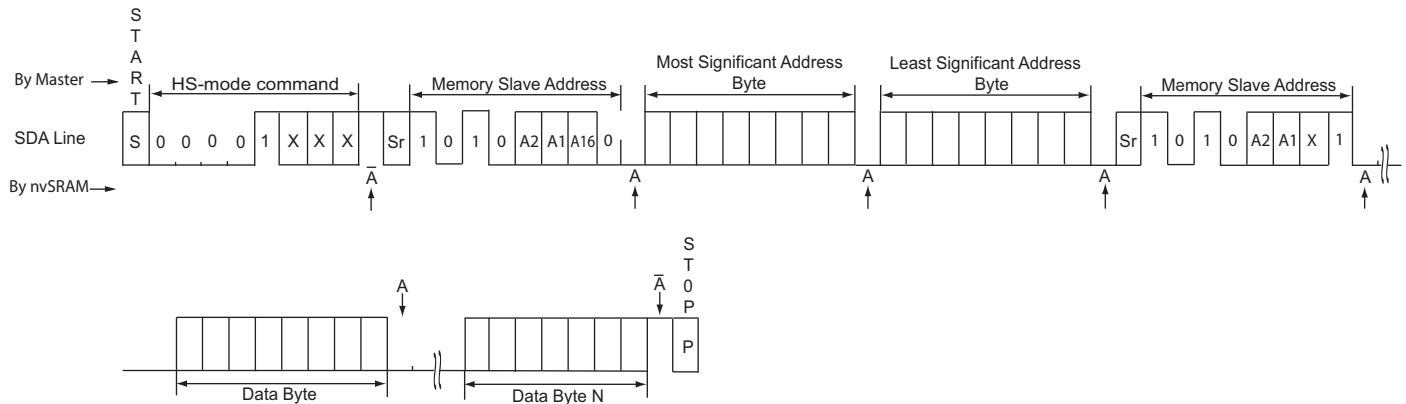 START
By Master
HS-mode command
Memory Slave Address
Most Significant Address
Byte
Least Significant Address
Byte
Memory Slave Address
SDA Line
S 0 0 0 0 1 X X X Sr 1 0 1 0 A2 A1 A16 0 Sr 1 0 1 0 A2 A1 X 1
By nvSRAM
A̅ A A A A
A A̅
ST0P
P
Data Byte
Data Byte N